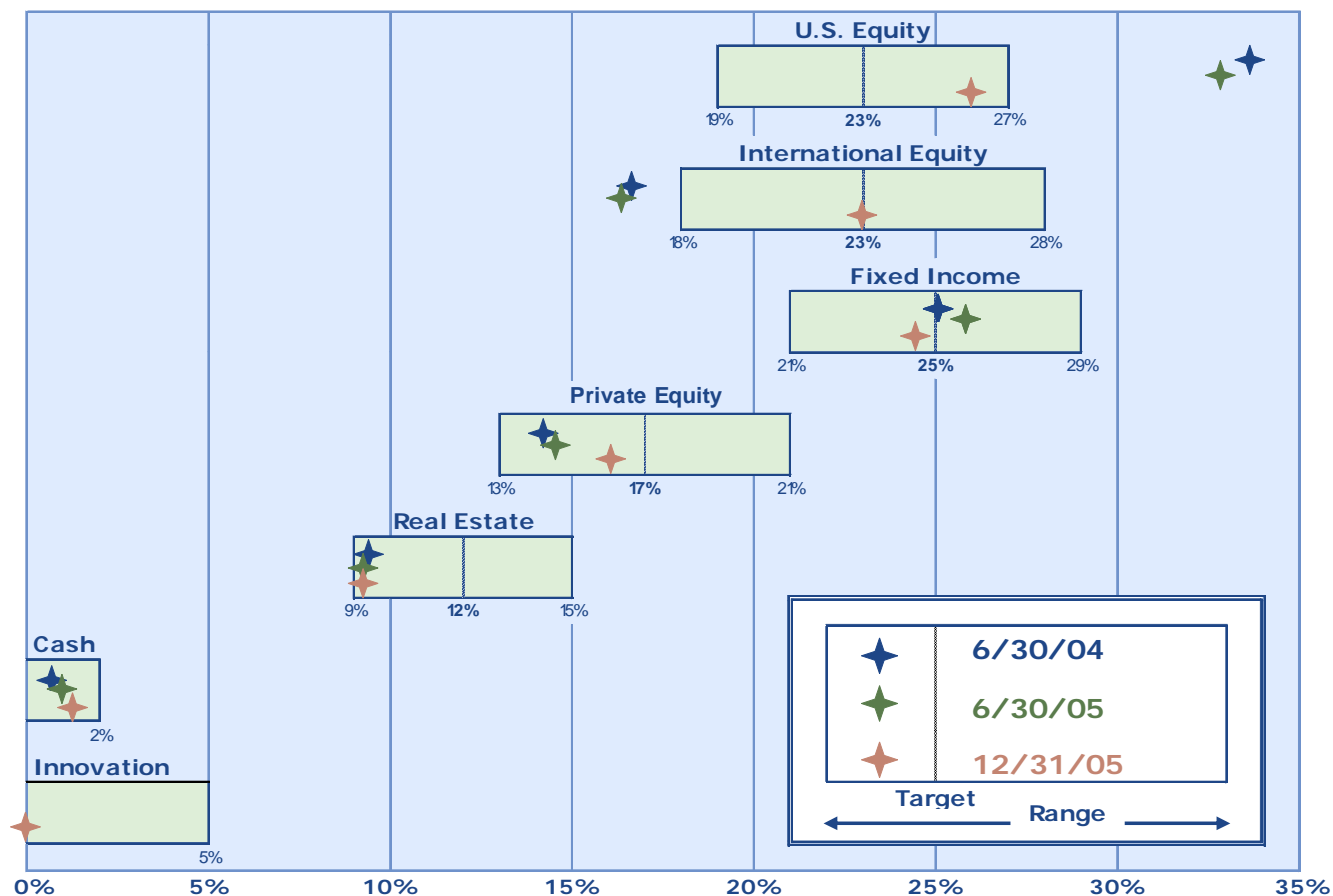 U.S. Equity
19% 23% 27%
International Equity
18% 23% 28%
Fixed Income
21% 25% 29%
Private Equity
13% 17% 21%
Real Estate
9% 12% 15%
Cash
2%
Innovation
5%
6/30/04
6/30/05
12/31/05
Target
Range
0% 5% 10% 15% 20% 25% 30% 35%